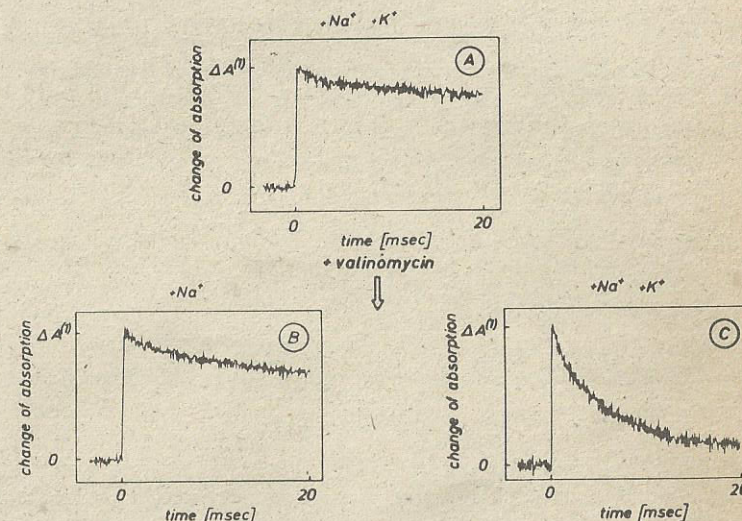 +Na⁺ +K⁺
change of absorption
ΔA⁽¹⁾
0
A
0
20
time [msec]
+ valinomycin
+Na⁺
change of absorption
ΔA⁽¹⁾
0
B
0
20
time [msec]
+Na⁺ +K⁺
change of absorption
ΔA⁽¹⁾
0
C
0
20
time [msec]